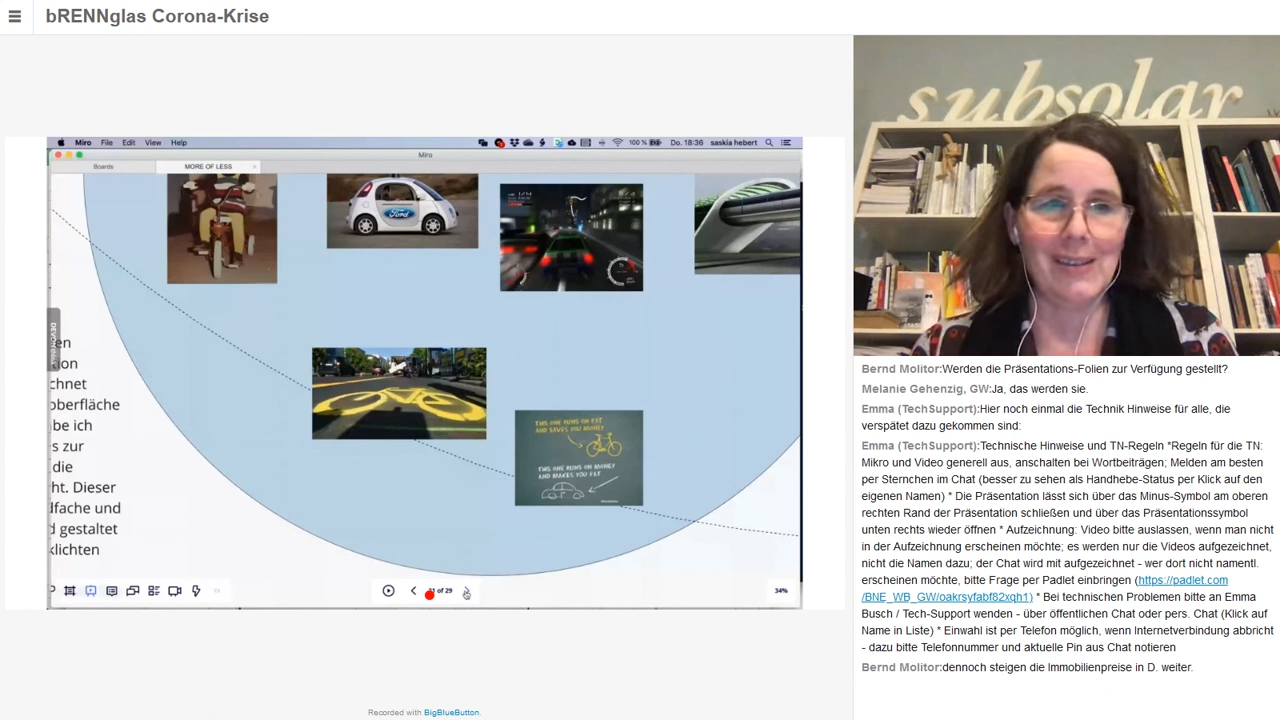 bRENNglas Corona-Krise
subsolar
Miro File Edit View Help
100 % Do. 18:36 saskia hebert
Miro
Boards MORE OF LESS
Ford
en
ion
chnet
oberfläche
be ich
s zur
die
ht. Dieser
dfache und
d gestaltet
klichten
THIS ONE RUNS ON FAT
AND SAVES YOU MONEY
THIS ONE RUNS ON MONEY
AND MAKES YOU FAT
of 29
34%
Bernd Molitor:Werden die Präsentations-Folien zur Verfügung gestellt?
Melanie Gehenzig, GW:Ja, das werden sie.
Emma (TechSupport):Hier noch einmal die Technik Hinweise für alle, die
verspätet dazu gekommen sind:
Emma (TechSupport):Technische Hinweise und TN-Regeln *Regeln für die TN:
Mikro und Video generell aus, anschalten bei Wortbeiträgen; Melden am besten
per Sternchen im Chat (besser zu sehen als Handhebe-Status per Klick auf den
eigenen Namen) * Die Präsentation lässt sich über das Minus-Symbol am oberen
rechten Rand der Präsentation schließen und über das Präsentationssymbol
unten rechts wieder öffnen * Aufzeichnung: Video bitte auslassen, wenn man nicht
in der Aufzeichnung erscheinen möchte; es werden nur die Videos aufgezeichnet,
nicht die Namen dazu; der Chat wird mit aufgezeichnet - wer dort nicht namentl.
erscheinen möchte, bitte Frage per Padlet einbringen (https://padlet.com
/BNE_WB_GW/oakrsyfabf82xqh1) * Bei technischen Problemen bitte an Emma
Busch / Tech-Support wenden - über öffentlichen Chat oder pers. Chat (Klick auf
Name in Liste) * Einwahl ist per Telefon möglich, wenn Internetverbindung abbricht
- dazu bitte Telefonnummer und aktuelle Pin aus Chat notieren
Bernd Molitor:dennoch steigen die Immobilienpreise in D. weiter.
Recorded with BigBlueButton.